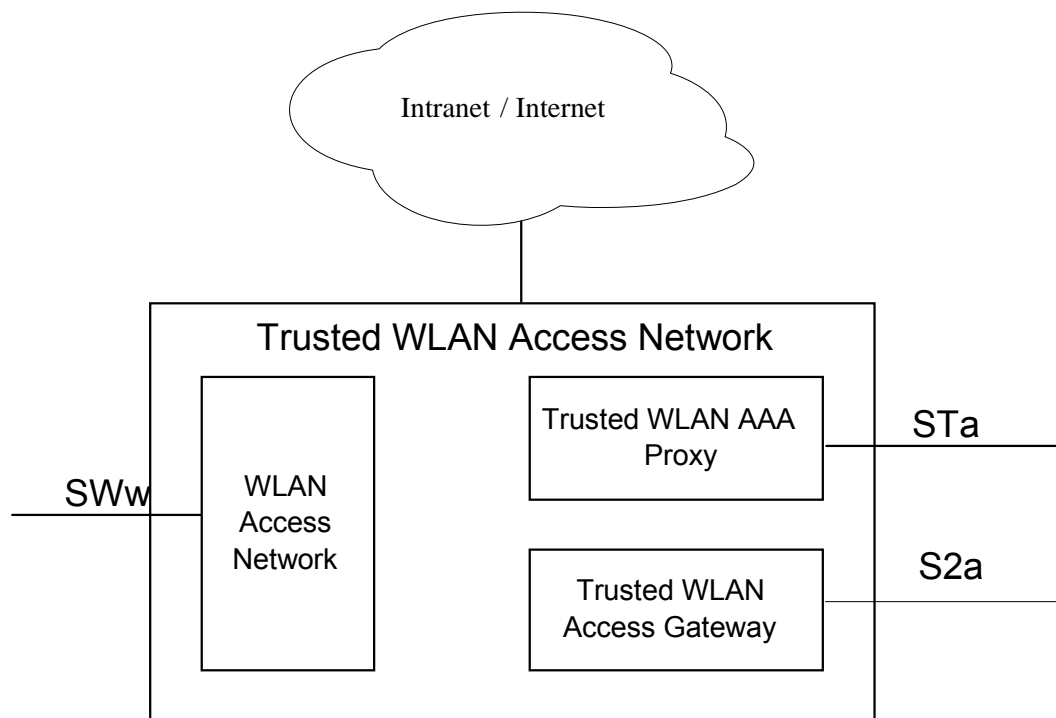 Intranet / Internet
Trusted WLAN Access Network
Trusted WLAN AAA
Proxy
STa
SWw
WLAN
Access
Network
S2a
Trusted WLAN
Access Gateway